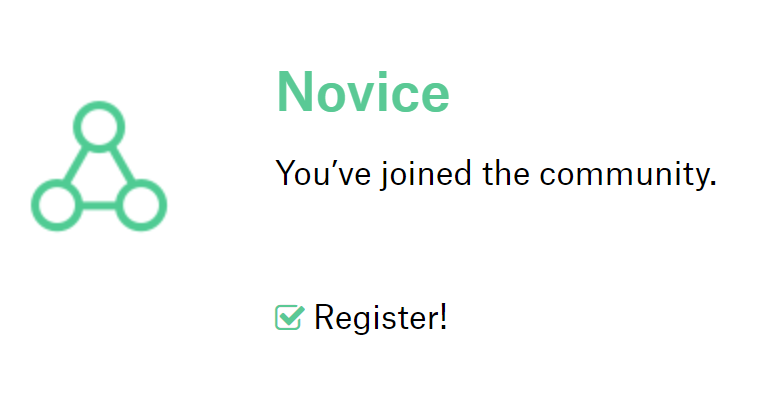 Novice
You’ve joined the community.
Register!